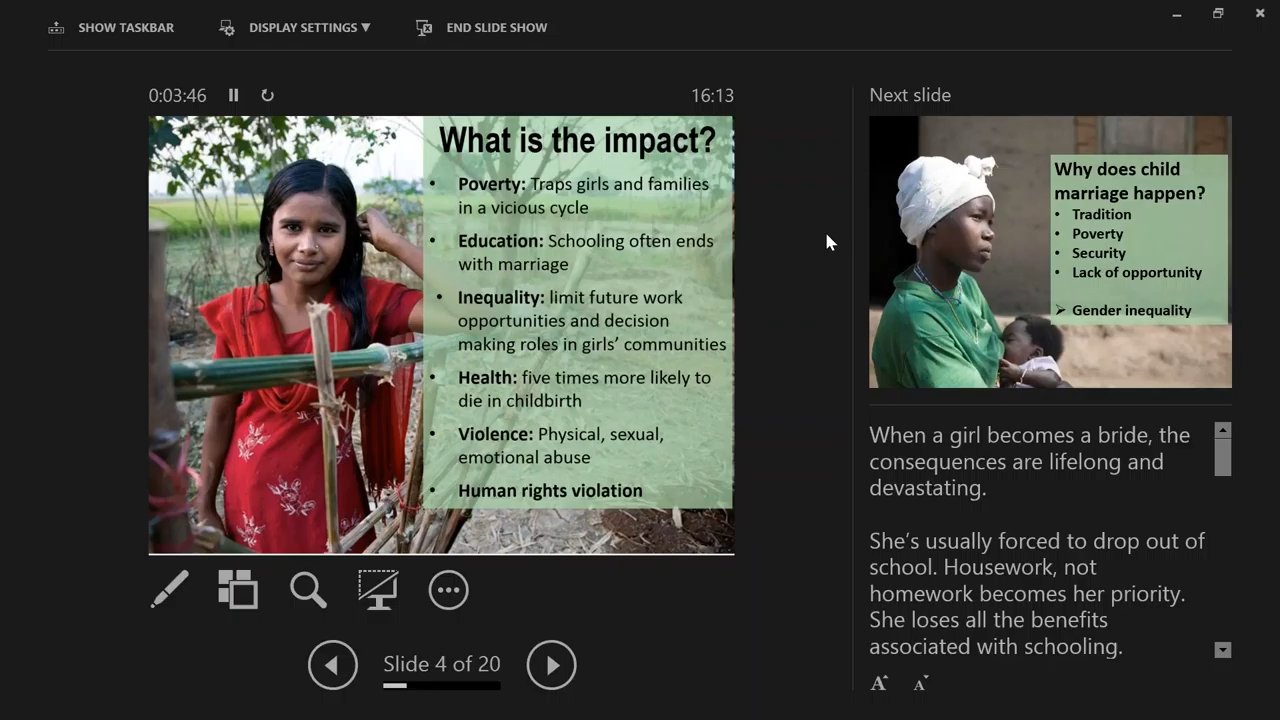 SHOW TASKBAR
DISPLAY SETTINGS ▼
END SLIDE SHOW
0:03:46
16:13
What is the impact?
• Poverty: Traps girls and families
in a vicious cycle
• Education: Schooling often ends
with marriage
• Inequality: limit future work
opportunities and decision
making roles in girls’ communities
• Health: five times more likely to
die in childbirth
• Violence: Physical, sexual,
emotional abuse
• Human rights violation
Slide 4 of 20
Next slide
Why does child
marriage happen?
• Tradition
• Poverty
• Security
• Lack of opportunity
➢ Gender inequality
When a girl becomes a bride, the
consequences are lifelong and
devastating.
She’s usually forced to drop out of
school. Housework, not
homework becomes her priority.
She loses all the benefits
associated with schooling.
A A